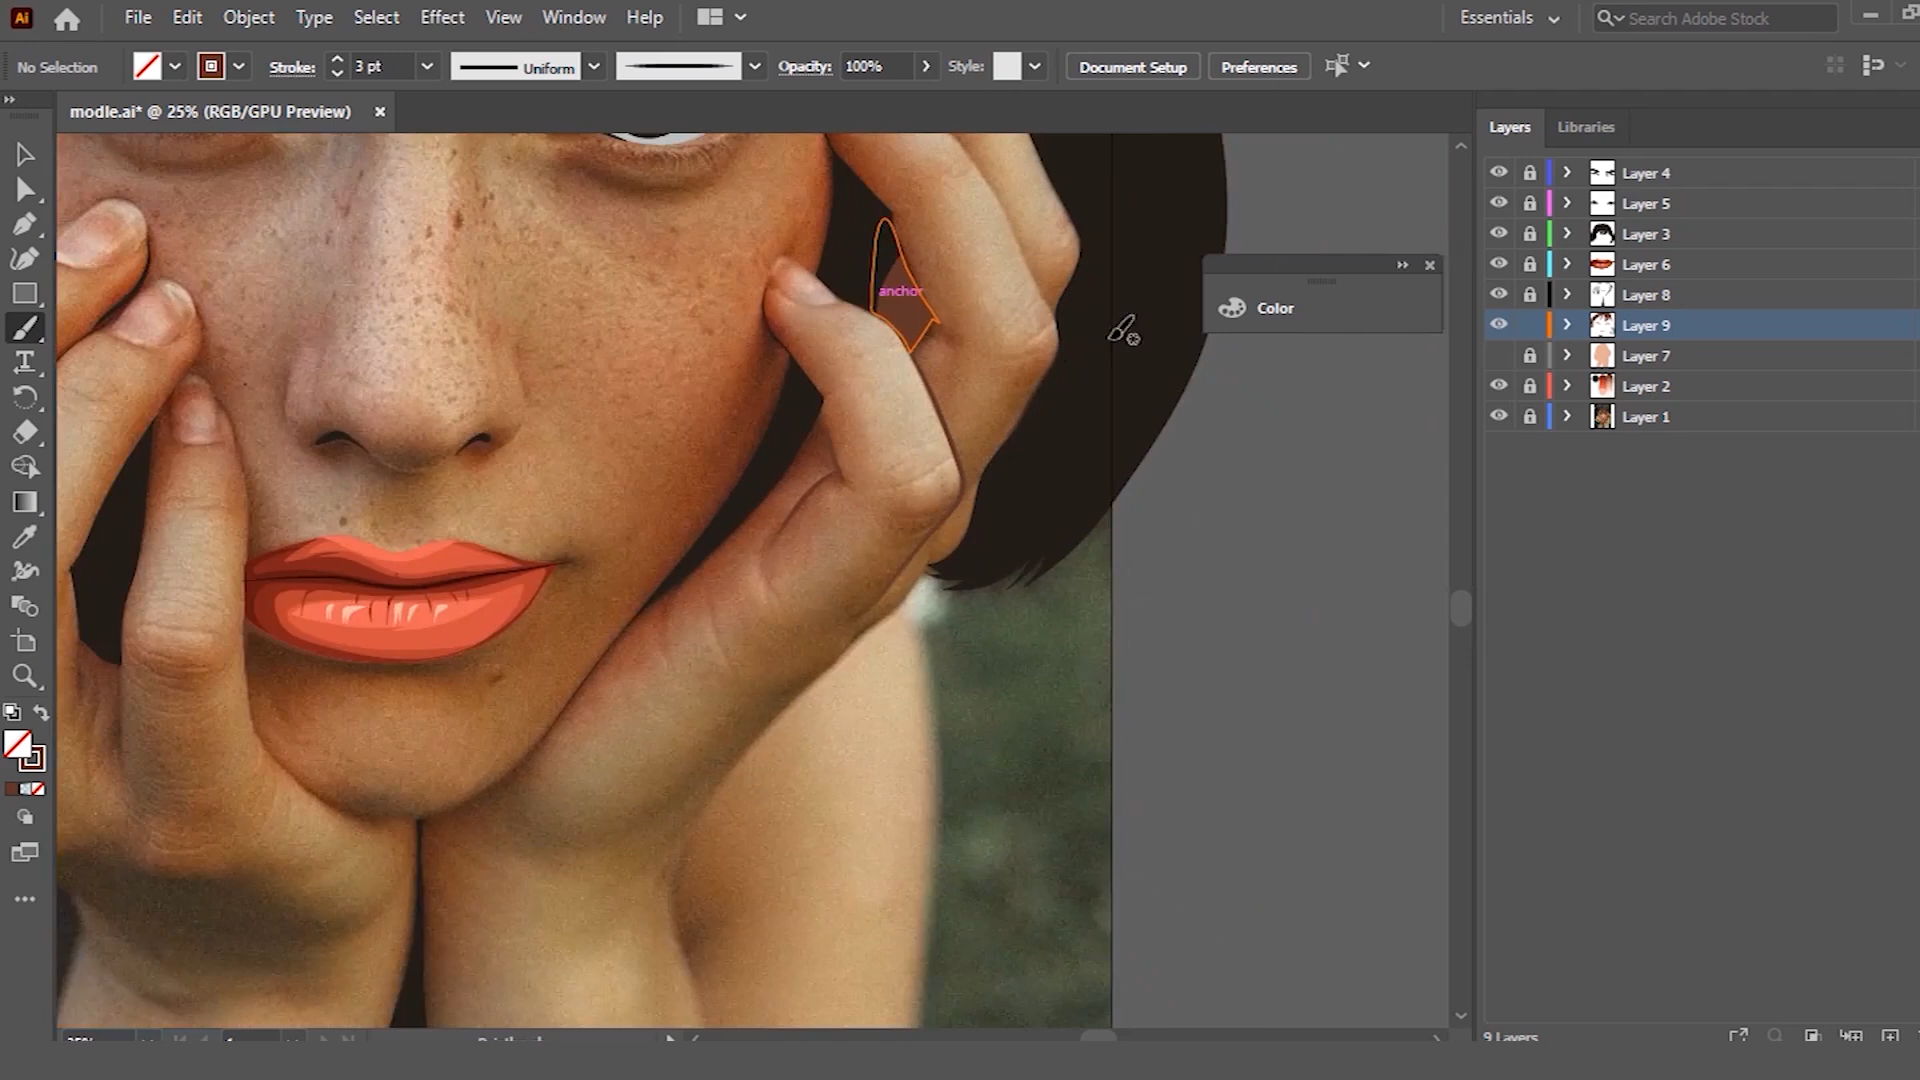 Ai File Edit Object Type Select Effect View Window Help Essentials Search Adobe Stock
No Selection Stroke: 3 pt Uniform Opacity: 100% Style: Document Setup Preferences
modle.ai* @ 25% (RGB/GPU Preview)
Layers Libraries
Layer 4
Layer 5
Layer 3
Layer 6
Layer 8
Layer 9
Layer 7
Layer 2
Layer 1
anchor
Color
9 Layers